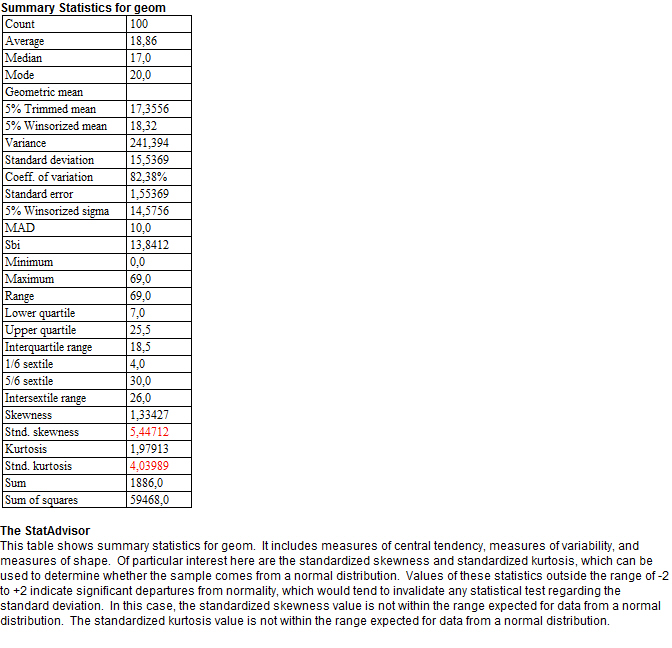 Summary Statistics for geom
Count 100
Average 18,86
Median 17,0
Mode 20,0
Geometric mean
5% Trimmed mean 17,3556
5% Winsorized mean 18,32
Variance 241,394
Standard deviation 15,5369
Coeff. of variation 82,38%
Standard error 1,55369
5% Winsorized sigma 14,5756
MAD 10,0
Sbi 13,8412
Minimum 0,0
Maximum 69,0
Range 69,0
Lower quartile 7,0
Upper quartile 25,5
Interquartile range 18,5
1/6 sextile 4,0
5/6 sextile 30,0
Intersextile range 26,0
Skewness 1,33427
Stnd. skewness 5,44712
Kurtosis 1,97913
Stnd. kurtosis 4,03989
Sum 1886,0
Sum of squares 59468,0
The StatAdvisor
This table shows summary statistics for geom.  It includes measures of central tendency, measures of variability, and
measures of shape.  Of particular interest here are the standardized skewness and standardized kurtosis, which can be
used to determine whether the sample comes from a normal distribution.  Values of these statistics outside the range of -2
to +2 indicate significant departures from normality, which would tend to invalidate any statistical test regarding the
standard deviation.  In this case, the standardized skewness value is not within the range expected for data from a normal
distribution.  The standardized kurtosis value is not within the range expected for data from a normal distribution.